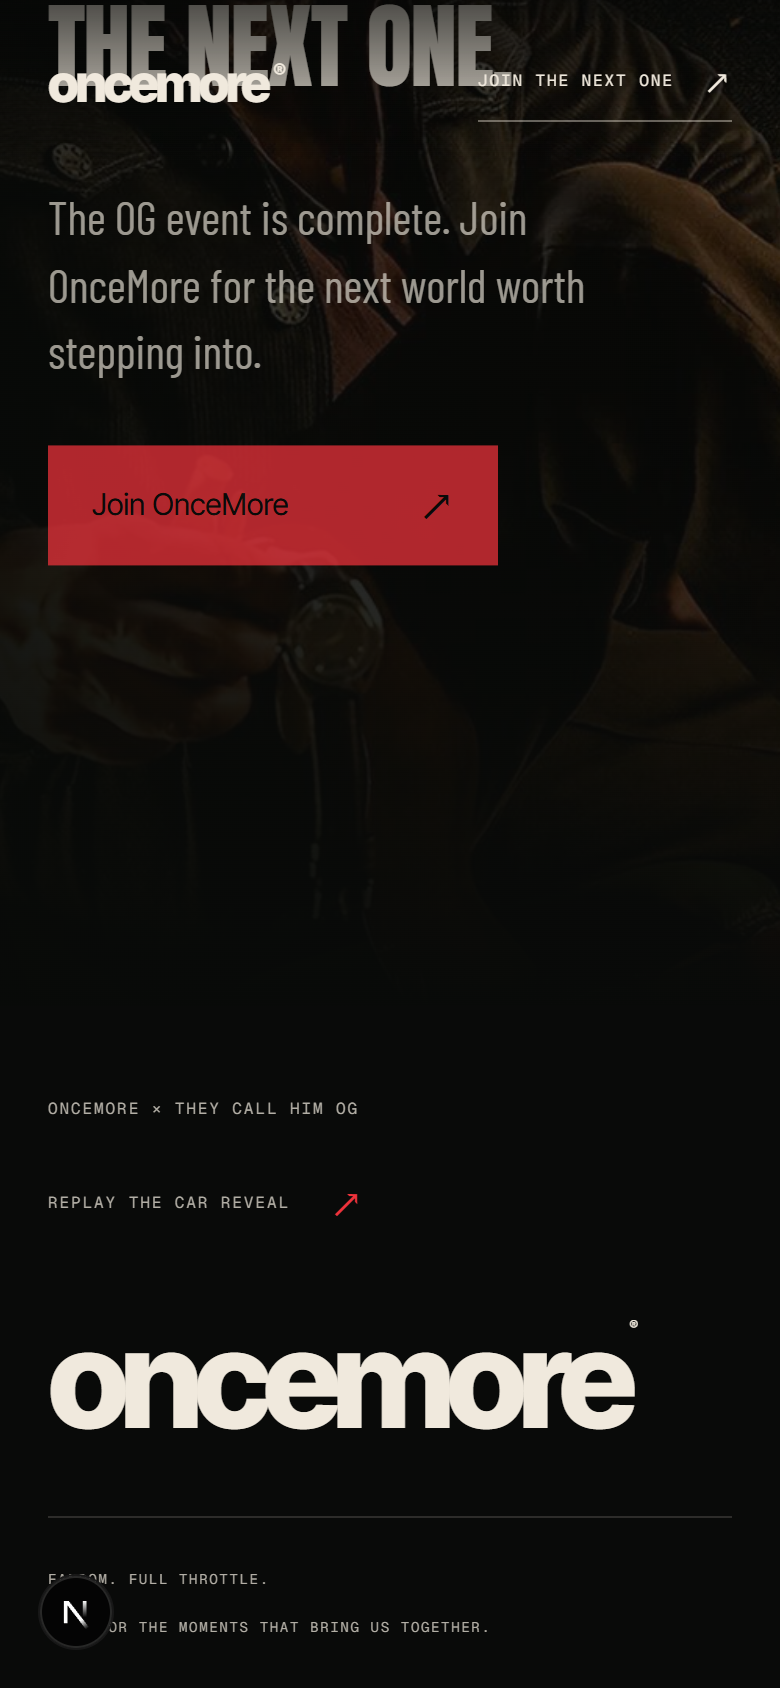 THE NEXT ONE
oncemore®
JOIN THE NEXT ONE ↗
The OG event is complete. Join
OnceMore for the next world worth
stepping into.
Join OnceMore ↗
ONCEMORE × THEY CALL HIM OG
REPLAY THE CAR REVEAL ↗
oncemore®
FULL THROTTLE.
N
THE MOMENTS THAT BRING US TOGETHER.